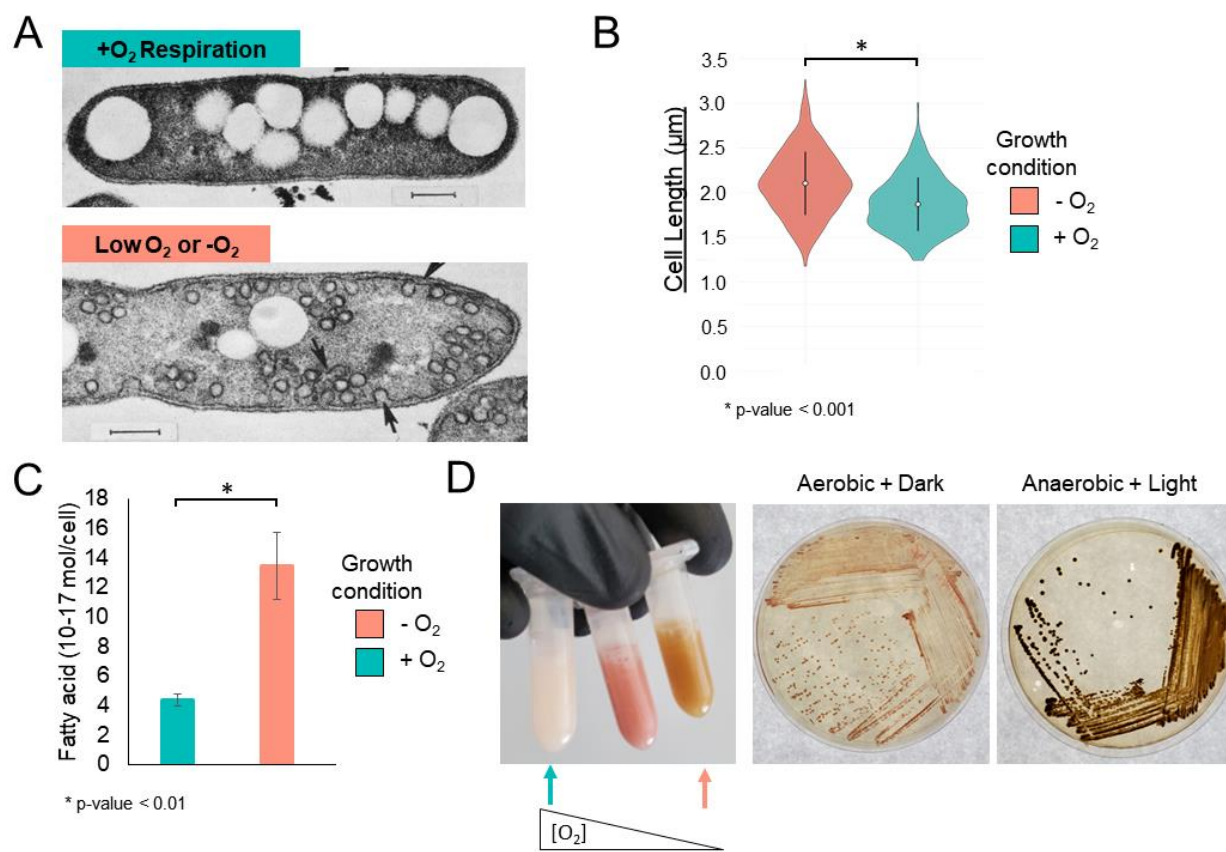 A
+O₂ Respiration
Low O₂ or -O₂
B
*
Cell Length (µm)
3.5
3.0
2.5
2.0
1.5
1.0
0.5
0.0
Growth
condition
- O₂
+ O₂
* p-value < 0.001
C
*
Fatty acid (10-17 mol/cell)
18
16
14
12
10
8
6
4
2
0
Growth
condition
- O₂
+ O₂
* p-value < 0.01
D
Aerobic + Dark
Anaerobic + Light
[O₂]